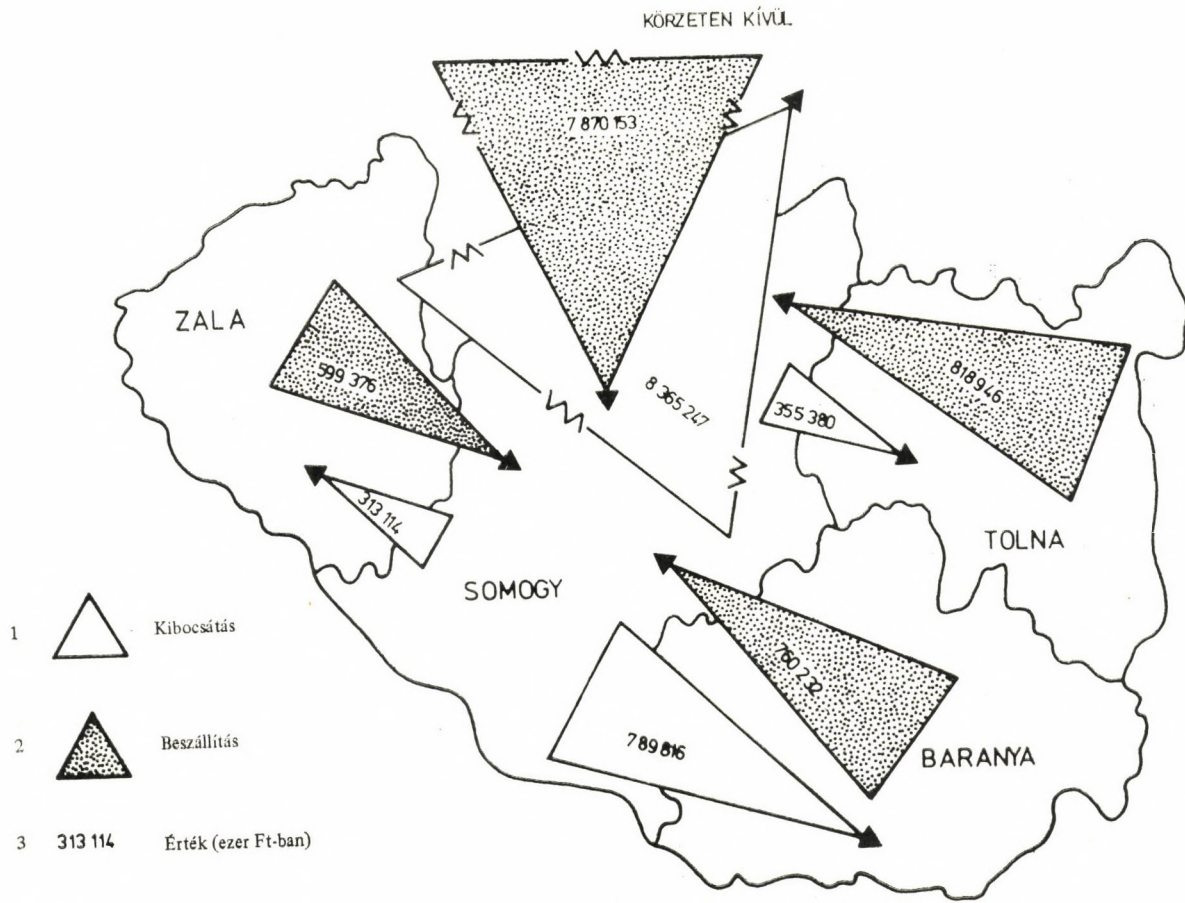 KÖRZETEN KÍVÜL
7 870 153
ZALA
599 376
8 365 247
818 946
355 380
313 114
TOLNA
SOMOGY
1 Kibocsátás
760 232
2 Beszállítás
789 816
BARANYA
3 313 114 Érték (ezer Ft-ban)